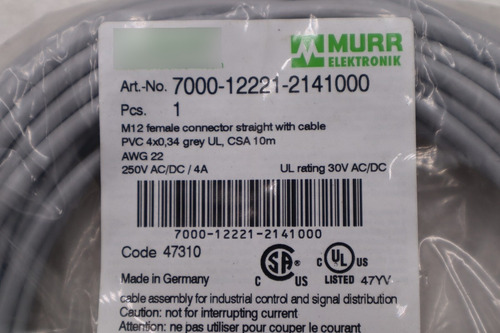 MURR
ELEKTRONIK
Art.-No. 7000-12221-2141000
Pcs. 1
M12 female connector straight with cable
PVC 4x0,34 grey UL, CSA 10m
AWG 22
250V AC/DC / 4A UL rating 30V AC/DC
7000-12221-2141000
Code 47310
Made in Germany
C SA US
C UL US
LISTED 47YV
cable assembly for industrial control and signal distribution
Caution: not for interrupting current
Attention: ne pas utiliser pour couper le courant